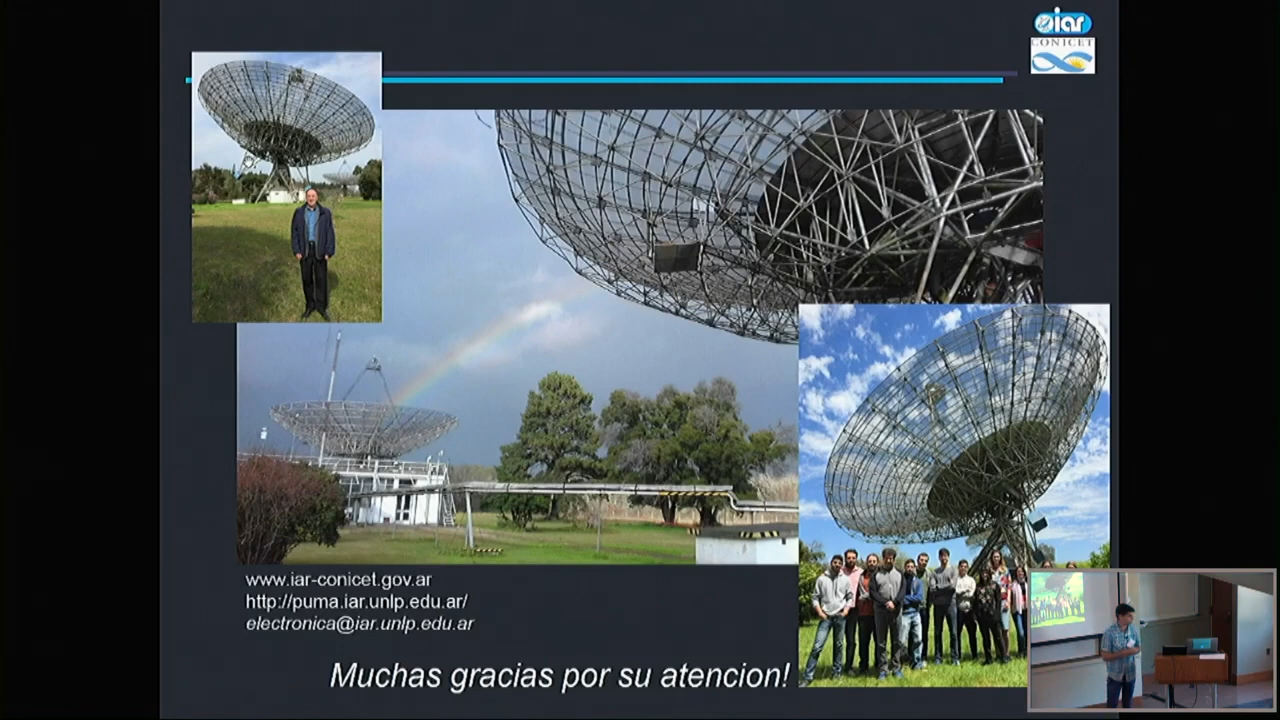 iar
CONICET
www.iar-conicet.gov.ar
http://puma.iar.unlp.edu.ar/
electronica@iar.unlp.edu.ar
Muchas gracias por su atencion!